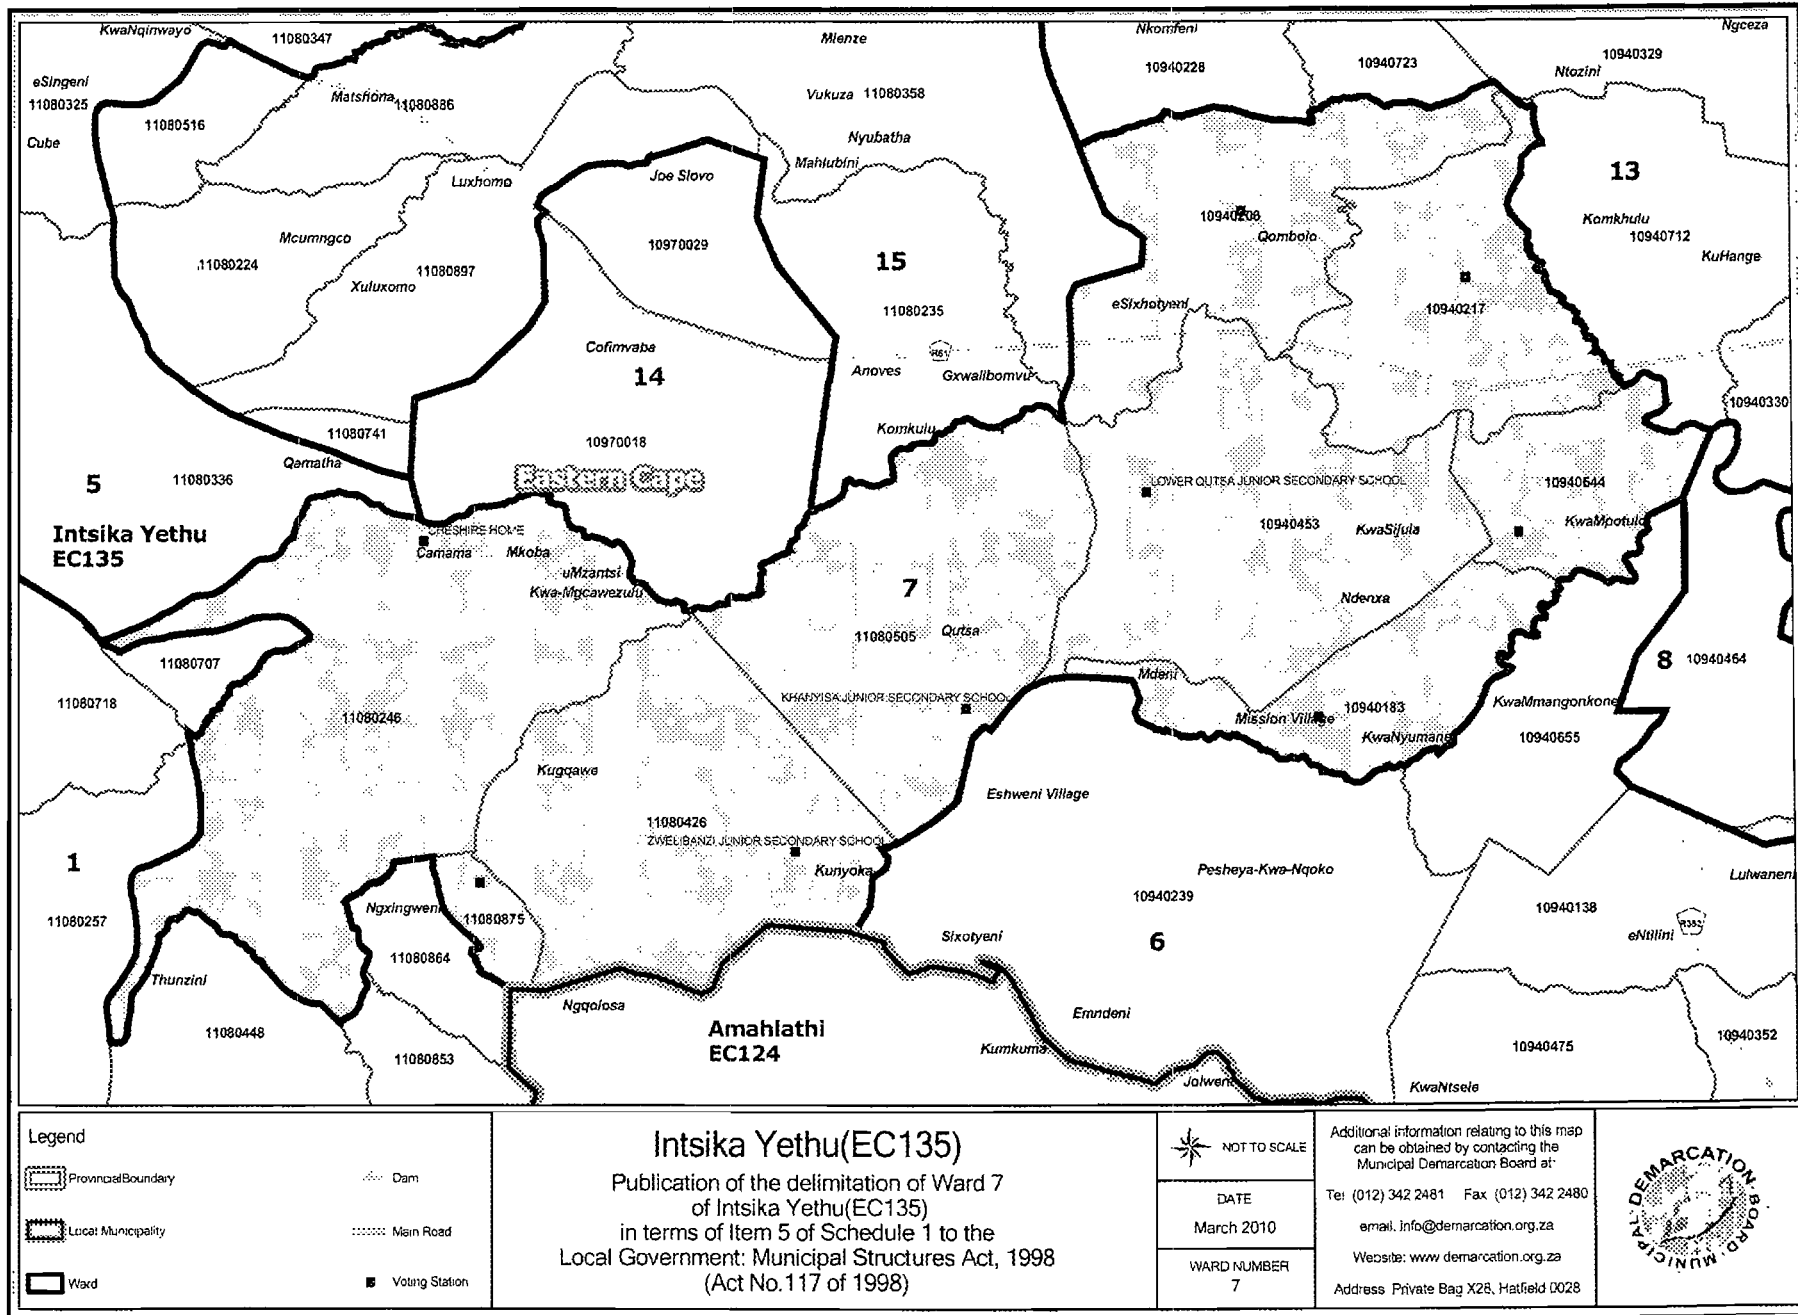 KwaNqinwayo
11080347
Mlenze
Nkomfeni
Ngceza
10940228
10940723
10940329
Ntozini
eSingeni
11080325
Matshona
11080886
Vukuza 11080358
11080516
Cube
Nyubatha
Mahlubini
Luxhomo
Joe Slovo
13
Komkhulu
10940712
KuHange
10940206
Qombolo
Mcumngco
11080224
11080897
Xuluxomo
10970029
15
11080235
eSixhotyeni
10940217
Cofimvaba
14
R61
Anoves
Gxwalibomvu
10940330
11080741
Komkulu
10970018
Qamatha
5
11080336
Eastern Cape
LOWER QUTSA JUNIOR SECONDARY SCHOOL
10940644
Intsika Yethu
EC135
CHESHIRE HOME
Camama
Mkoba
10940453
KwaSijula
KwaMpotulo
uMzantsi
Kwa-Mgcawezulu
7
Ndenxa
11080505
Qutsa
11080707
8
10940464
Mdeni
11080718
KHANYISA JUNIOR SECONDARY SCHOOL
11080246
Mission Village
10940183
KwaMmangonkone
KwaNyumane
10940655
Kugqawe
Eshweni Village
11080426
ZWELIBANZI JUNIOR SECONDARY SCHOOL
1
Kunyoka
Pesheya-Kwa-Nqoko
10940239
Lulwaneni
11080257
Ngxingweni
11080875
10940138
R352
eNtilini
Sixotyeni
6
11080864
Thunzini
Ngqolosa
Emndeni
11080448
Amahlathi
EC124
Kumkuma
10940475
10940352
11080853
Jolweni
KwaNtsele
Legend
Provincial Boundary
Dam
Local Municipality
Main Road
Ward
Voting Station
Intsika Yethu(EC135)
Publication of the delimitation of Ward 7
of Intsika Yethu(EC135)
in terms of Item 5 of Schedule 1 to the
Local Government: Municipal Structures Act, 1998
(Act No.117 of 1998)
NOT TO SCALE
DATE
March 2010
WARD NUMBER
7
Additional information relating to this map
can be obtained by contacting the
Municipal Demarcation Board at:
Tel (012) 342 2481 Fax (012) 342 2480
email. info@demarcation.org.za
Website: www demarcation.org.za
Address Private Bag X28, Hatfield 0028
MUNICIPAL DEMARCATION BOARD